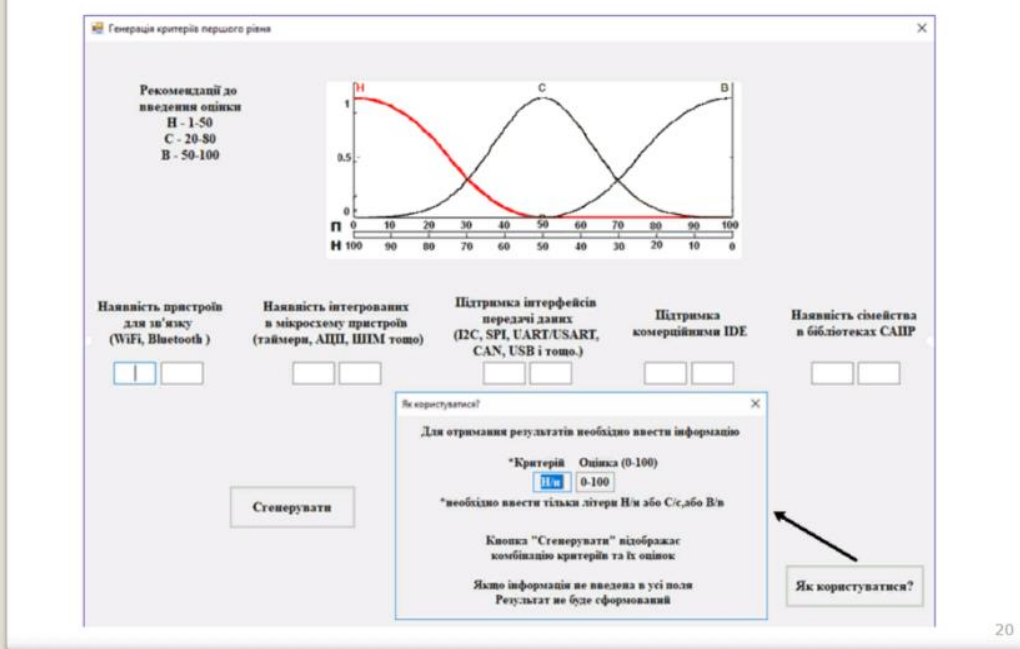 Генерація критеріїв першого рівня
Рекомендації до
введення оцінки
Н - 1-50
С - 20-80
В - 50-100
Н С В
1
0.5
0
П 0 10 20 30 40 50 60 70 80 90 100
Н 100 90 80 70 60 50 40 30 20 10 0
Наявність пристроїв
для зв'язку
(WiFi, Bluetooth )
Наявність інтегрованих
в мікросхему пристроїв
(таймери, АЦП, ШІМ тощо)
Підтримка інтерфейсів
передачі даних
(I2C, SPI, UART/USART,
CAN, USB і тощо.)
Підтримка
комерційними IDE
Наявність сімейства
в бібліотеках САПР
Як користуватися?
Для отримання результатів необхідно ввести інформацію
*Критерій Оцінка (0-100)
Н/н 0-100
*необхідно ввести тільки літери Н/н або С/с,або В/в
Кнопка "Сгенерувати" відображає
комбінацію критеріїв та їх оцінок
Якщо інформація не введена в усі поля
Результат не буде сформований
Сгенерувати
Як користуватися?
20